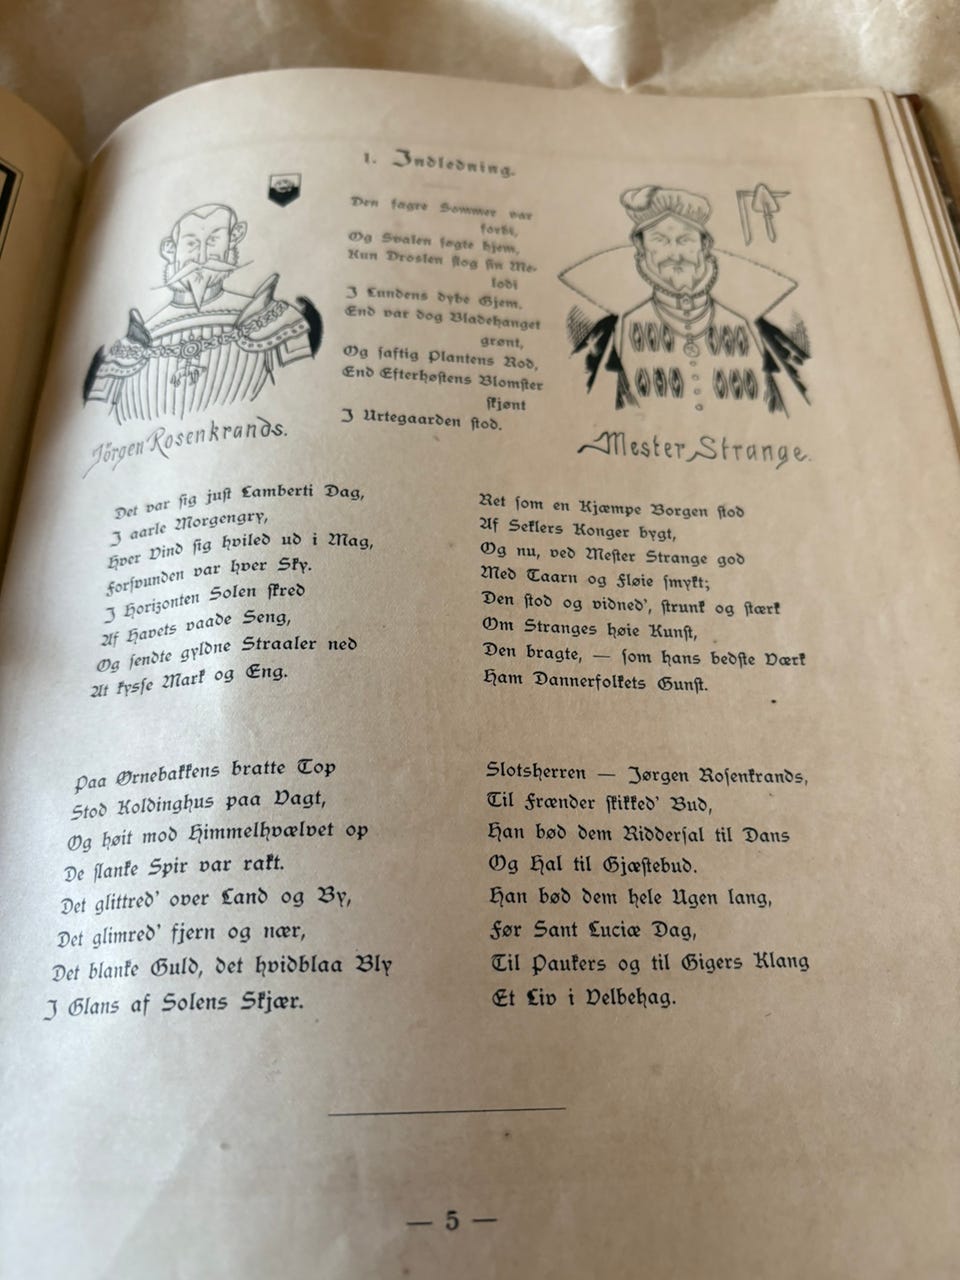 1. Indledning.
Den fagre Sommer var
forbi,
Og Svalen søgte hjem,
Kun Droslen slog sin Me-
lodi
I Lundens dybe Gjem.
End var dog Bladehanget
grønt,
Og saftig Plantens Rod,
End Efterhøstens Blomster
skjønt
I Urtegaarden stod.
Jörgen Rosenkrands.
Mester Strange.
Det var sig just Lamberti Dag,
I aarle Morgengry,
Hver Vind sig hviled ud i Mag,
Forsvunden var hver Sky.
I Horizonten Solen skred
Af Havets vaade Seng,
Og sendte gyldne Straaler ned
At kysse Mark og Eng.
Paa Ørnebakkens bratte Top
Stod Koldinghus paa Vagt,
Og høit mod Himmelhvælvet op
De slanke Spir var rakt.
Det glittred' over Land og By,
Det glimred' fjern og nær,
Det blanke Guld, det hvidblaa Bly
I Glans af Solens Skjær.
Ret som en Kjæmpe Borgen stod
Af Seklers Konger bygt,
Og nu, ved Mester Strange god
Med Taarn og Fløie smykt;
Den stod og vidned', strunk og stærk
Om Stranges høie Kunst,
Den bragte, — som hans bedste Værk
Ham Dannerfolkets Gunst.
Slotsherren — Jørgen Rosenkrands,
Til Frænder skikked' Bud,
Han bød dem Riddersal til Dans
Og Hal til Gjæstebud.
Han bød dem hele Ugen lang,
Før Sant Luciæ Dag,
Til Paukers og til Gigers Klang
Et Liv i Velbehag.
— 5 —